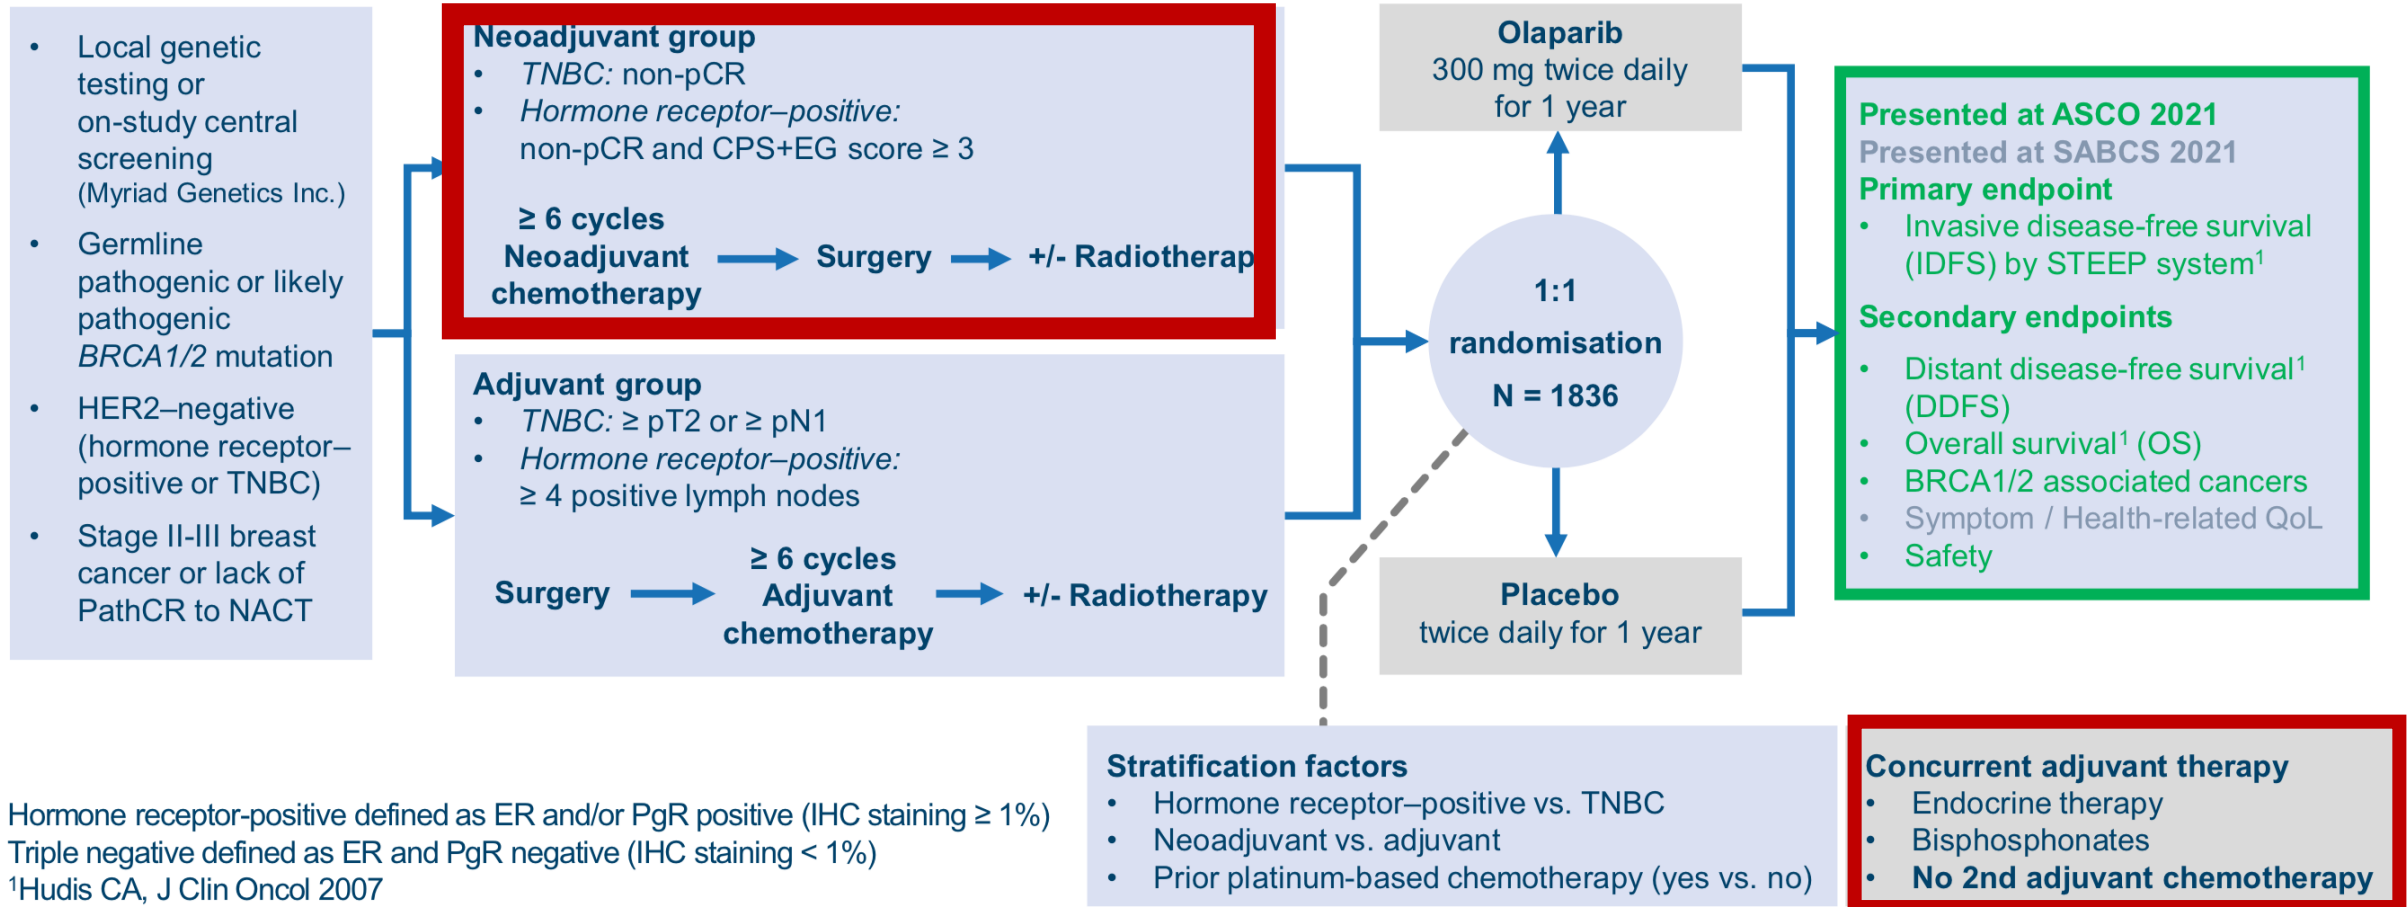 • Local genetic
testing or
on-study central
screening
(Myriad Genetics Inc.)
• Germline
pathogenic or likely
pathogenic
BRCA1/2 mutation
• HER2–negative
(hormone receptor–
positive or TNBC)
• Stage II-III breast
cancer or lack of
PathCR to NACT
Neoadjuvant group
• TNBC: non-pCR
• Hormone receptor–positive:
non-pCR and CPS+EG score ≥ 3
≥ 6 cycles
Neoadjuvant
chemotherapy
Surgery
+/- Radiotherap
Adjuvant group
• TNBC: ≥ pT2 or ≥ pN1
• Hormone receptor–positive:
≥ 4 positive lymph nodes
Surgery
≥ 6 cycles
Adjuvant
chemotherapy
+/- Radiotherapy
Olaparib
300 mg twice daily
for 1 year
1:1
randomisation
N = 1836
Placebo
twice daily for 1 year
Presented at ASCO 2021
Presented at SABCS 2021
Primary endpoint
• Invasive disease-free survival
(IDFS) by STEEP system¹
Secondary endpoints
• Distant disease-free survival¹
(DDFS)
• Overall survival¹ (OS)
• BRCA1/2 associated cancers
• Symptom / Health-related QoL
• Safety
Stratification factors
• Hormone receptor–positive vs. TNBC
• Neoadjuvant vs. adjuvant
• Prior platinum-based chemotherapy (yes vs. no)
Concurrent adjuvant therapy
• Endocrine therapy
• Bisphosphonates
• No 2nd adjuvant chemotherapy
Hormone receptor-positive defined as ER and/or PgR positive (IHC staining ≥ 1%)
Triple negative defined as ER and PgR negative (IHC staining < 1%)
¹Hudis CA, J Clin Oncol 2007